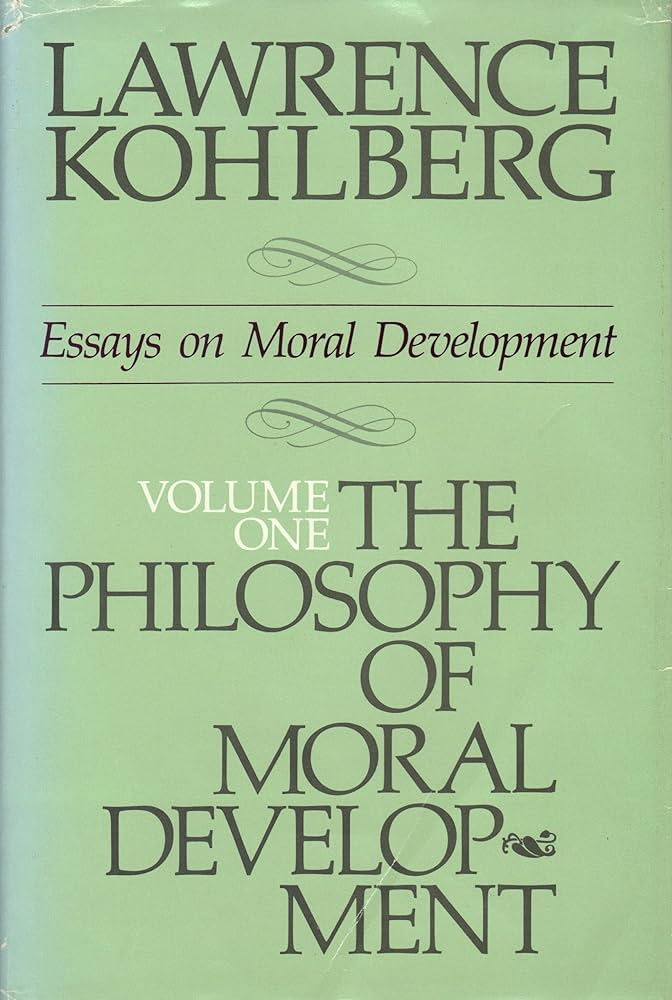 LAWRENCE
KOHLBERG
Essays on Moral Development
VOLUME
ONE
THE
PHILOSOPHY
OF
MORAL
DEVELOP
MENT